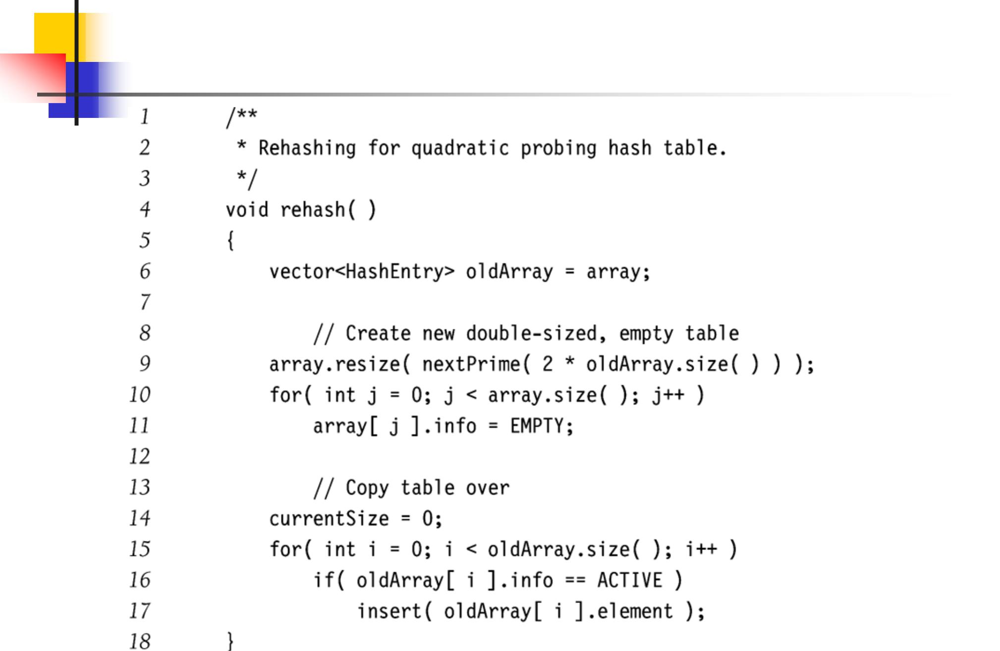 1 /**
2 * Rehashing for quadratic probing hash table.
3 */
4 void rehash( )
5 {
6 vector<HashEntry> oldArray = array;
7
8 // Create new double-sized, empty table
9 array.resize( nextPrime( 2 * oldArray.size( ) ) );
10 for( int j = 0; j < array.size( ); j++ )
11 array[ j ].info = EMPTY;
12
13 // Copy table over
14 currentSize = 0;
15 for( int i = 0; i < oldArray.size( ); i++ )
16 if( oldArray[ i ].info == ACTIVE )
17 insert( oldArray[ i ].element );
18 }